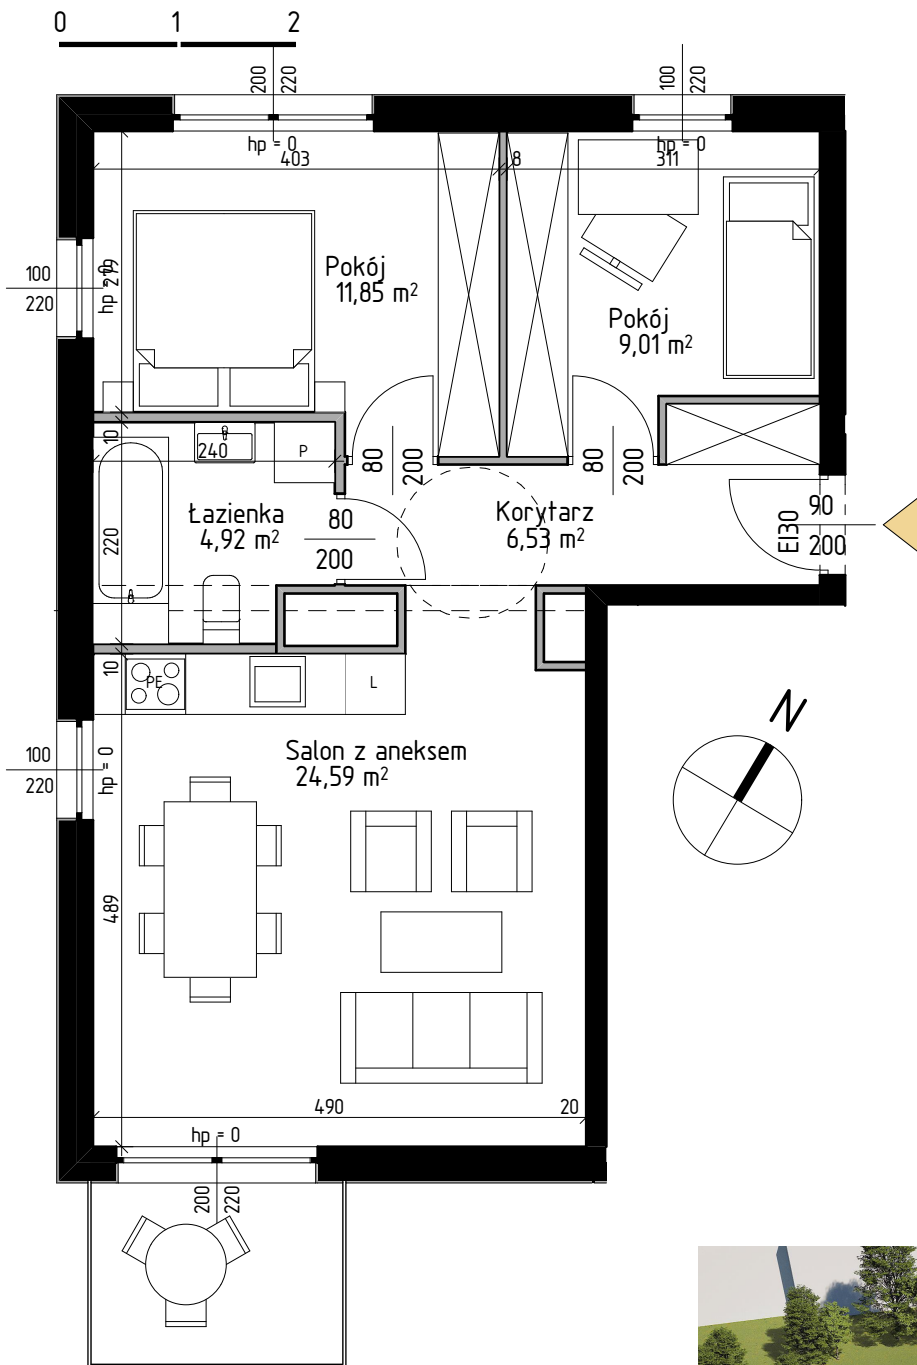 0 1 2
200 220
100 220
hp = 0
hp = 0
403 8 311
100
220
hp = 0
279
Pokój
11,85 m²
Pokój
9,01 m²
10
240
P
80
200
80
200
Łazienka
4,92 m²
220
80
200
Korytarz
6,53 m²
EI30
90
200
10
PE
L
N
100
220
hp = 0
Salon z aneksem
24,59 m²
489
490 20
hp = 0
200 220